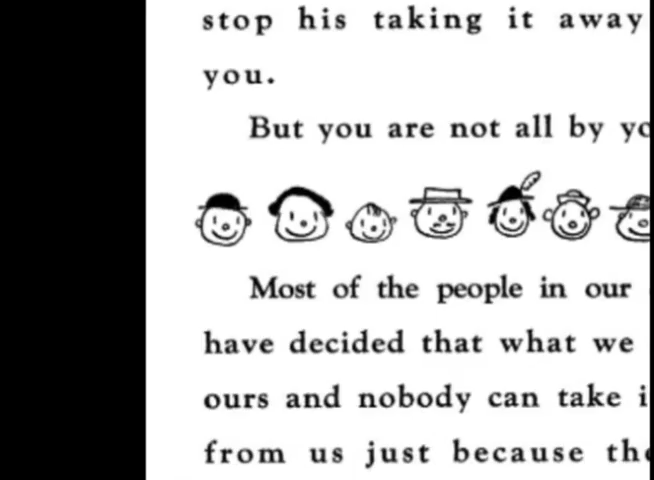 stop his taking it away
you.
But you are not all by
Most of the people in our
have decided that what we
ours and nobody can take
from us just because